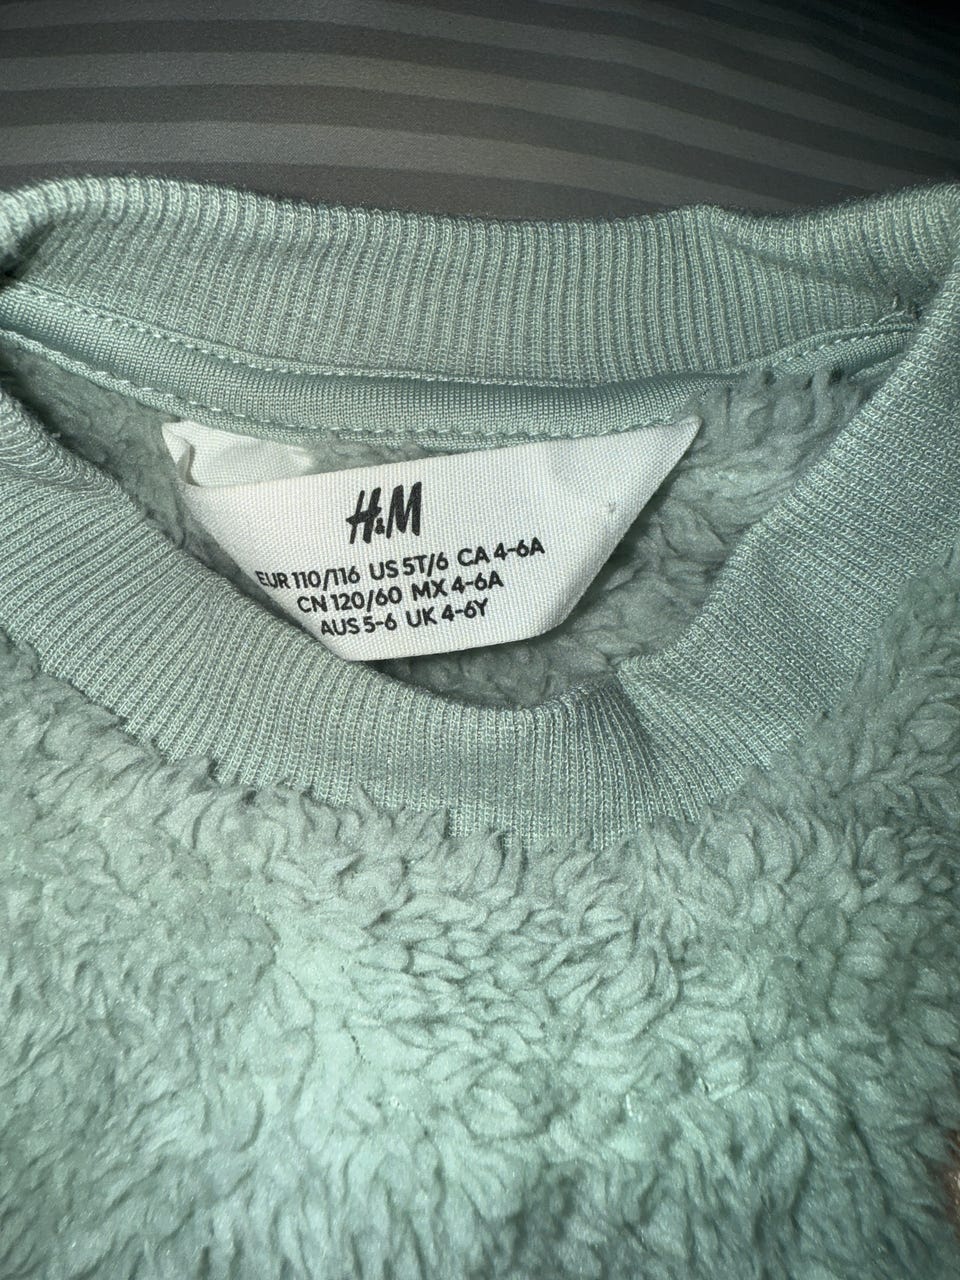 H&M
EUR 110/116 US 5T/6 CA 4-6A
CN 120/60 MX 4-6A
AUS 5-6 UK 4-6Y